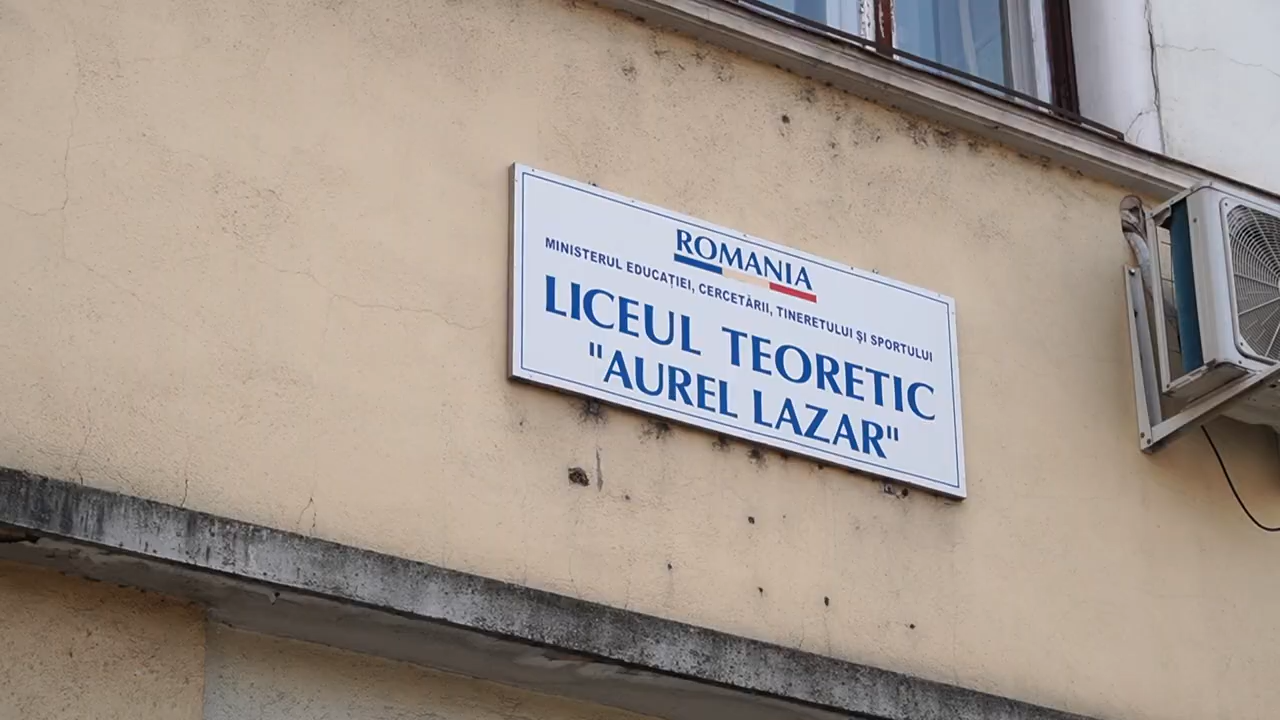 ROMANIA
MINISTERUL EDUCAȚIEI, CERCETĂRII, TINERETULUI ȘI SPORTULUI
LICEUL TEORETIC
"AUREL LAZAR"